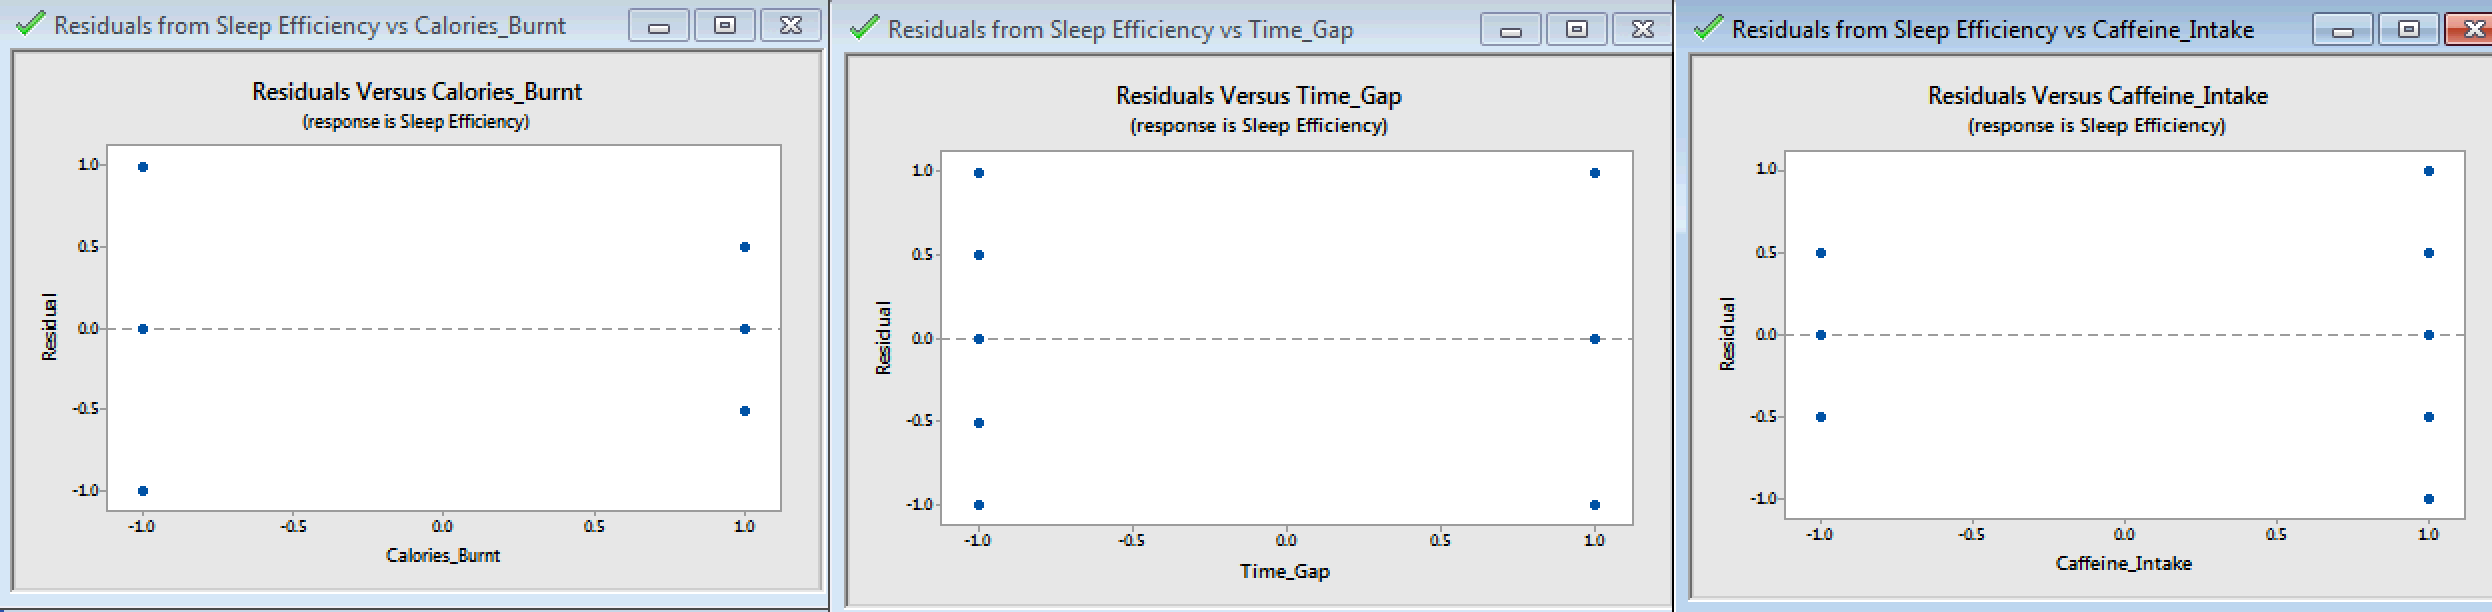 Residuals from Sleep Efficiency vs Calories_Burnt
Residuals Versus Calories_Burnt
(response is Sleep Efficiency)
1.0
0.5
0.0
-0.5
-1.0
Residual
-1.0 -0.5 0.0 0.5 1.0
Calories_Burnt
Residuals from Sleep Efficiency vs Time_Gap
Residuals Versus Time_Gap
(response is Sleep Efficiency)
1.0
0.5
0.0
-0.5
-1.0
Residual
-1.0 -0.5 0.0 0.5 1.0
Time_Gap
Residuals from Sleep Efficiency vs Caffeine_Intake
Residuals Versus Caffeine_Intake
(response is Sleep Efficiency)
1.0
0.5
0.0
-0.5
-1.0
Residual
-1.0 -0.5 0.0 0.5 1.0
Caffeine_Intake